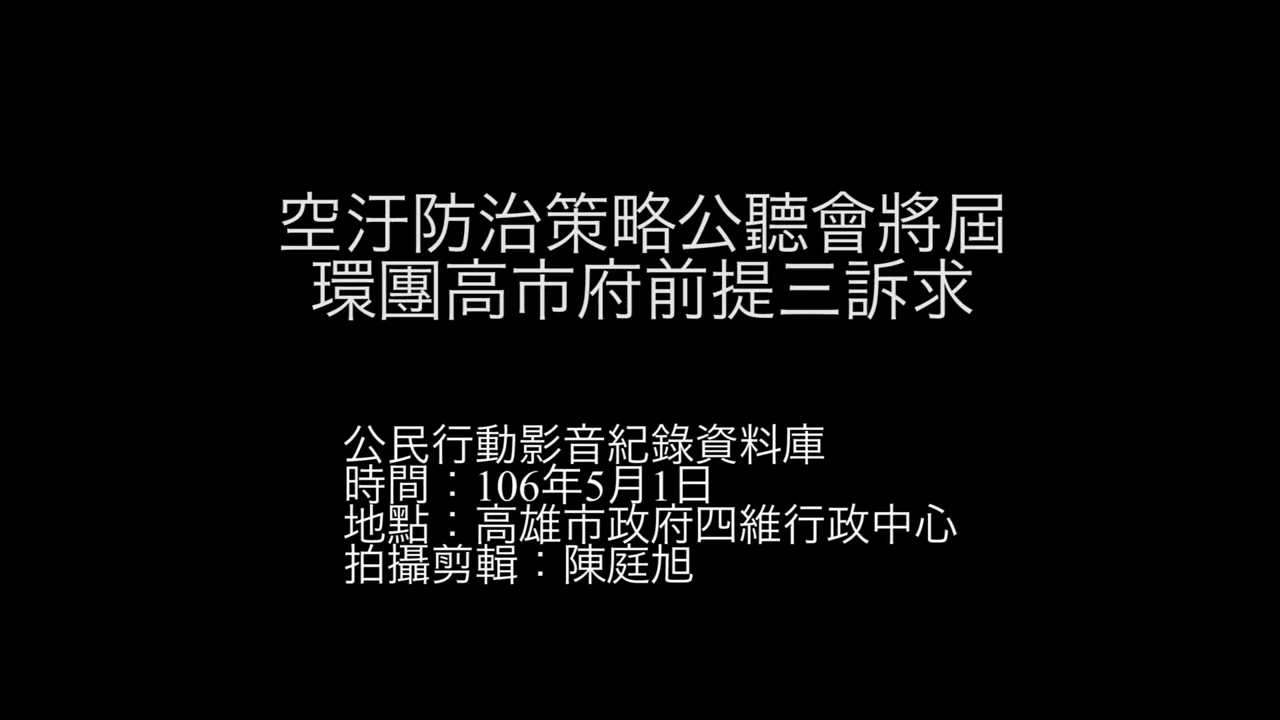 空汙防治策略公聽會將屆
環團高市府前提三訴求
公民行動影音紀錄資料庫
時間：106年5月1日
地點：高雄市政府四維行政中心
拍攝剪輯：陳庭旭